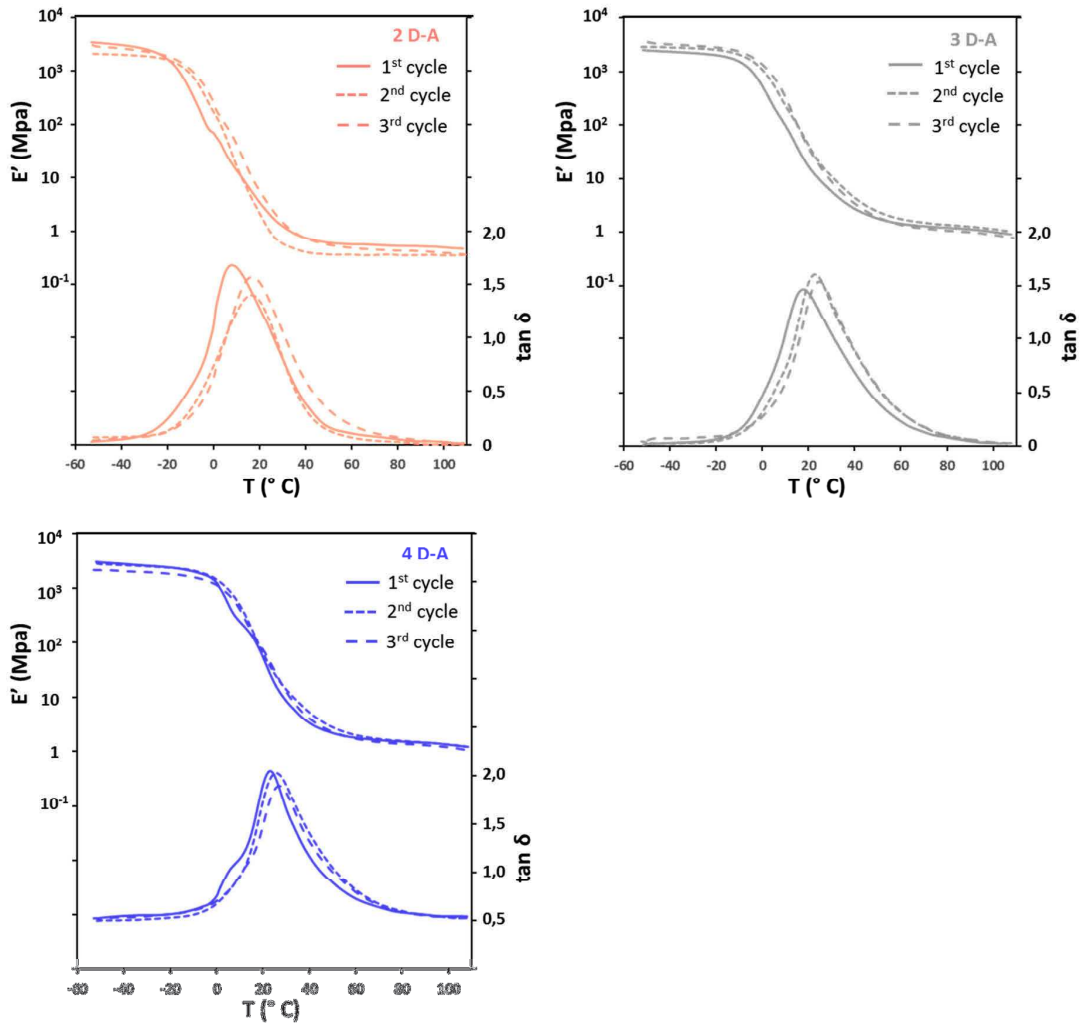 2 D-A
1st cycle
2nd cycle
3rd cycle
E' (Mpa)
10⁴
10³
10²
10
1
10⁻¹
2,0
1,5
1,0
0,5
0
tan δ
-60 -40 -20 0 20 40 60 80 100
T (° C)
3 D-A
1st cycle
2nd cycle
3rd cycle
E' (Mpa)
10⁴
10³
10²
10
1
10⁻¹
2,0
1,5
1,0
0,5
0
tan δ
-60 -40 -20 0 20 40 60 80 100
T (° C)
4 D-A
1st cycle
2nd cycle
3rd cycle
E' (Mpa)
10⁴
10³
10²
10
1
10⁻¹
2,0
1,5
1,0
0,5
tan δ
-60 -40 -20 0 20 40 60 80 100
T (° C)